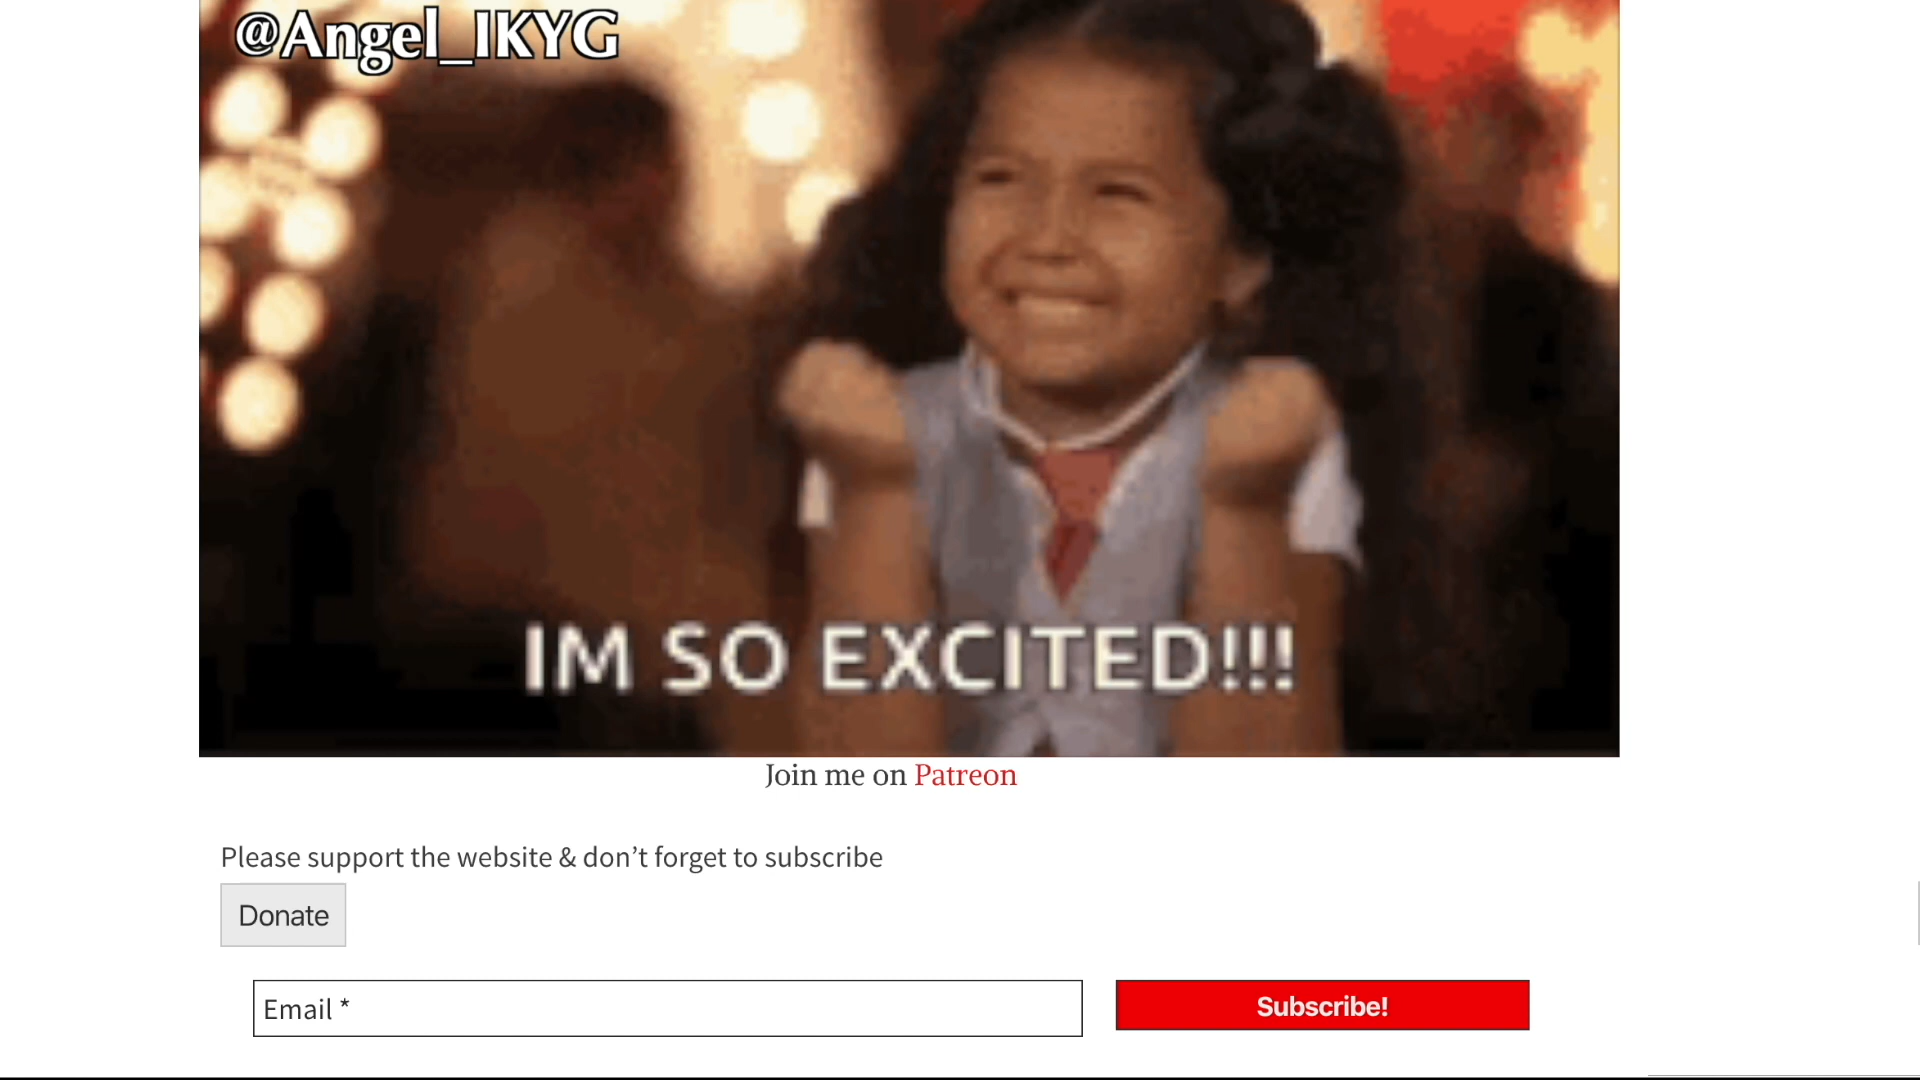 @Angel_IKYG
IM SO EXCITED!!!
Join me on Patreon
Please support the website & don’t forget to subscribe
Donate
Email *
Subscribe!